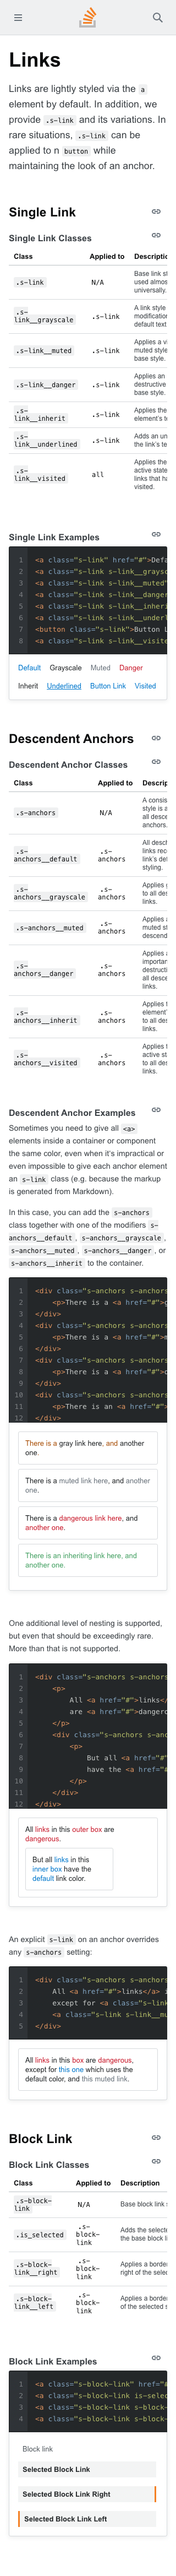 Links
Links are lightly styled via the a
element by default. In addition, we
provide .s-link and its variations. In
rare situations, .s-link can be
applied to n button while
maintaining the look of an anchor.
Single Link
Single Link Classes
Class Applied to Descriptio
.s-link N/A Base link st
used almos
universally.
.s-
link__grayscale .s-link A link style
modification
default text
.s-link__muted .s-link Applies a v
muted style
base style.
.s-link__danger .s-link Applies an
destructive
base style.
.s-
link__inherit .s-link Applies the
element's te
.s-
link__underlined .s-link Adds an un
the link's te
.s-
link__visited all Applies the
active state
links that ha
visited.
Single Link Examples
1 <a class="s-link" href="#">Defa
2 <a class="s-link s-link__graysc
3 <a class="s-link s-link__muted"
4 <a class="s-link s-link__danger
5 <a class="s-link s-link__inheri
6 <a class="s-link s-link__underl
7 <button class="s-link">Button L
8 <a class="s-link s-link__visite
Default Grayscale Muted Danger
Inherit Underlined Button Link Visited
Descendent Anchors
Descendent Anchor Classes
Class Applied to Descrip
.s-anchors N/A A consis
style is a
all desce
anchors.
.s-
anchors__default .s-
anchors All desce
links rec
link's def
styling.
.s-
anchors__grayscale .s-
anchors Applies g
to all des
links.
.s-anchors__muted .s-
anchors Applies a
muted st
descend
.s-
anchors__danger .s-
anchors Applies a
importan
destructi
all desce
links.
.s-
anchors__inherit .s-
anchors Applies t
element'
to all des
links.
.s-
anchors__visited .s-
anchors Applies t
active st
to all des
links.
Descendent Anchor Examples
Sometimes you need to give all <a>
elements inside a container or component
the same color, even when it's impractical or
even impossible to give each anchor element
an s-link class (e.g. because the markup
is generated from Markdown).
In this case, you can add the s-anchors
class together with one of the modifiers s-
anchors__default, s-anchors__grayscale,
s-anchors__muted, s-anchors__danger, or
s-anchors__inherit to the container.
1 <div class="s-anchors s-anchors
2 <p>There is a <a href="#">g
3 </div>
4 <div class="s-anchors s-anchors
5 <p>There is a <a href="#">m
6 </div>
7 <div class="s-anchors s-anchors
8 <p>There is a <a href="#">d
9 </div>
10 <div class="s-anchors s-anchors
11 <p>There is an <a href="#">
12 </div>
There is a gray link here, and another
one.
There is a muted link here, and another
one.
There is a dangerous link here, and
another one.
There is an inheriting link here, and
another one.
One additional level of nesting is supported,
but even that should be exceedingly rare.
More than that is not supported.
1 <div class="s-anchors s-anchors
2 <p>
3 All <a href="#">links</
4 are <a href="#">dangero
5 </p>
6 <div class="s-anchors s-anc
7 <p>
8 But all <a href="#"
9 have the <a href="#
10 </p>
11 </div>
12 </div>
All links in this outer box are
dangerous.
But all links in this
inner box have the
default link color.
An explicit s-link on an anchor overrides
any s-anchors setting:
1 <div class="s-anchors s-anchors
2 All <a href="#">links</a> i
3 except for <a class="s-link
4 <a class="s-link s-link__mu
5 </div>
All links in this box are dangerous,
except for this one which uses the
default color, and this muted link.
Block Link
Block Link Classes
Class Applied to Description
.s-block-
link N/A Base block link s
.is_selected .s-
block-
link Adds the selecte
the base block li
.s-block-
link__right .s-
block-
link Applies a borde
right of the selec
.s-block-
link__left .s-
block-
link Applies a borde
of the selected s
Block Link Examples
1 <a class="s-block-link" href="#
2 <a class="s-block-link is-selec
3 <a class="s-block-link s-block-
4 <a class="s-block-link s-block-
Block link
Selected Block Link
Selected Block Link Right
Selected Block Link Left